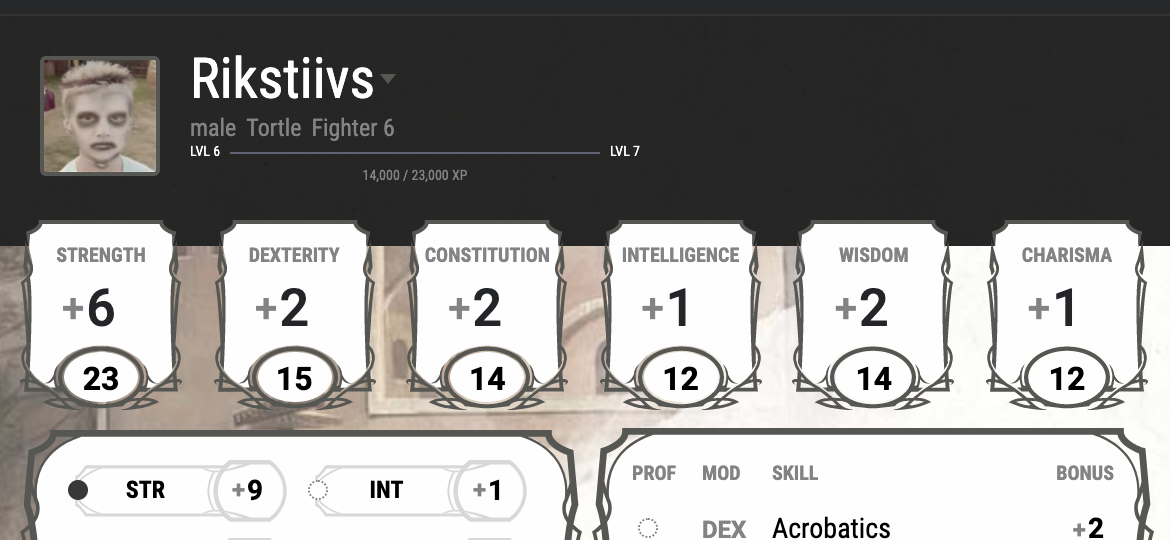 Rikstiivs
male Tortle Fighter 6
LVL 6 LVL 7
14,000 / 23,000 XP
STRENGTH DEXTERITY CONSTITUTION INTELLIGENCE WISDOM CHARISMA
+6 +2 +2 +1 +2 +1
23 15 14 12 14 12
PROF MOD SKILL BONUS
STR +9 INT +1
DEX Acrobatics +2